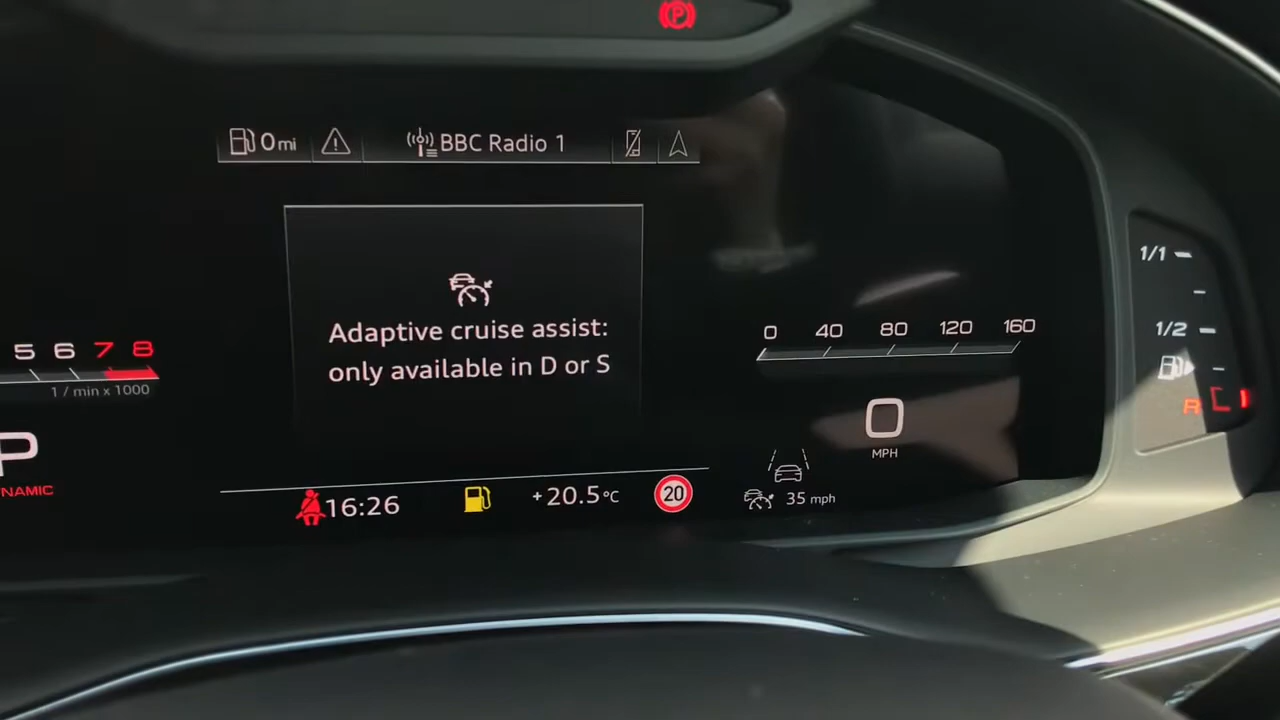 P
0 mi
BBC Radio 1
Adaptive cruise assist:
only available in D or S
5 6 7 8
1 / min x 1000
P
NAMIC
0 40 80 120 160
0
MPH
1/1
1/2
R
16:26
+20.5°C
20
35 mph